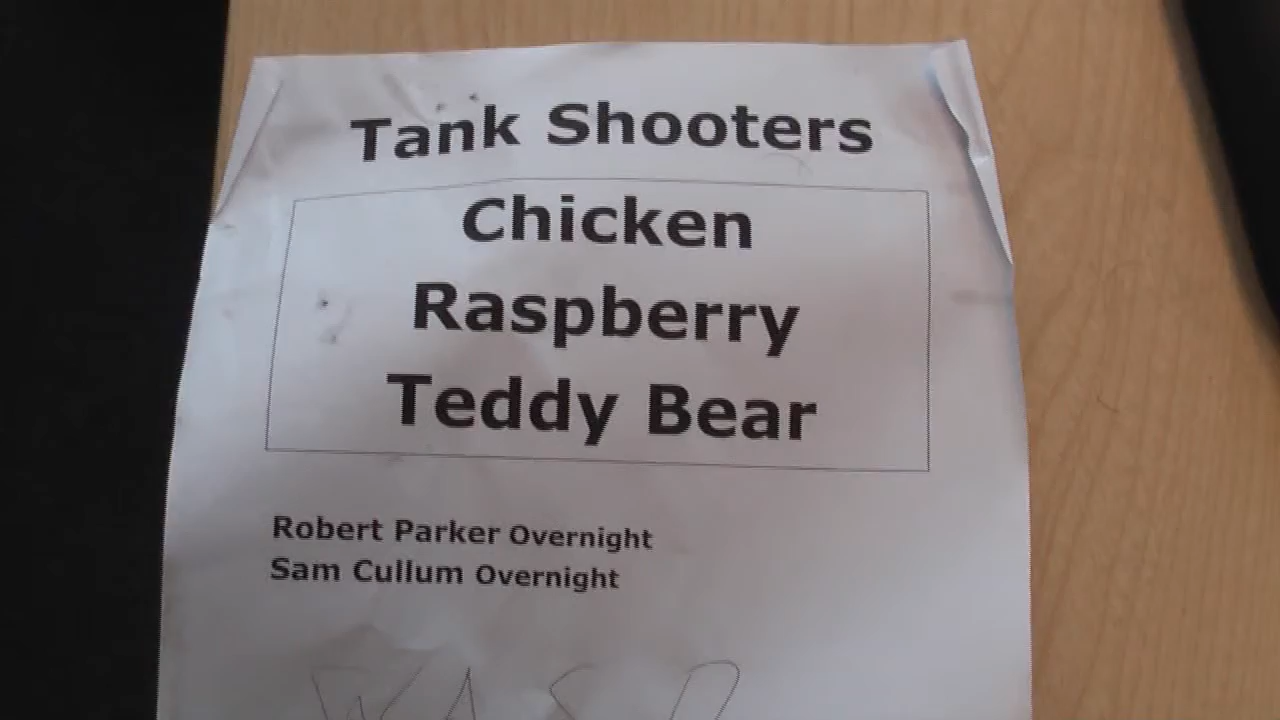 Tank Shooters
Chicken
Raspberry
Teddy Bear
Robert Parker Overnight
Sam Cullum Overnight